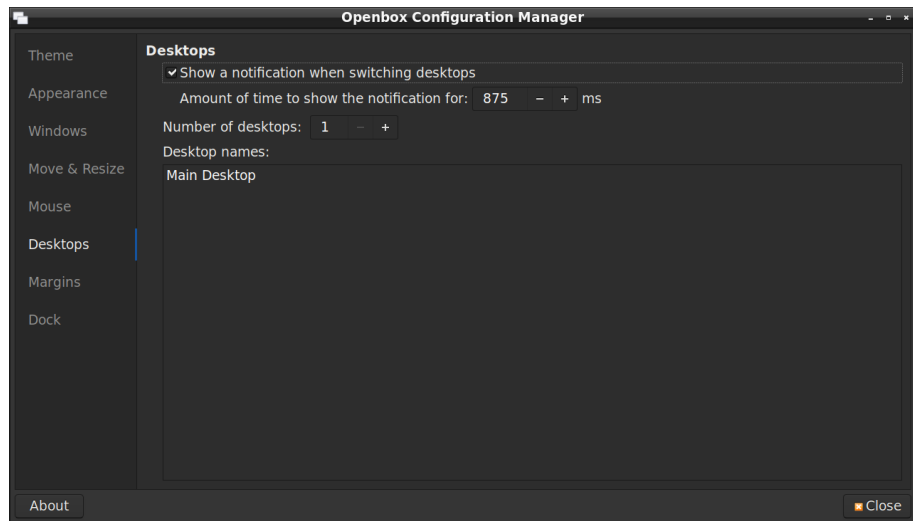 Openbox Configuration Manager
Theme
Appearance
Windows
Move & Resize
Mouse
Desktops
Margins
Dock
Desktops
Show a notification when switching desktops
Amount of time to show the notification for: 875 − + ms
Number of desktops: 1 − +
Desktop names:
Main Desktop
About
Close